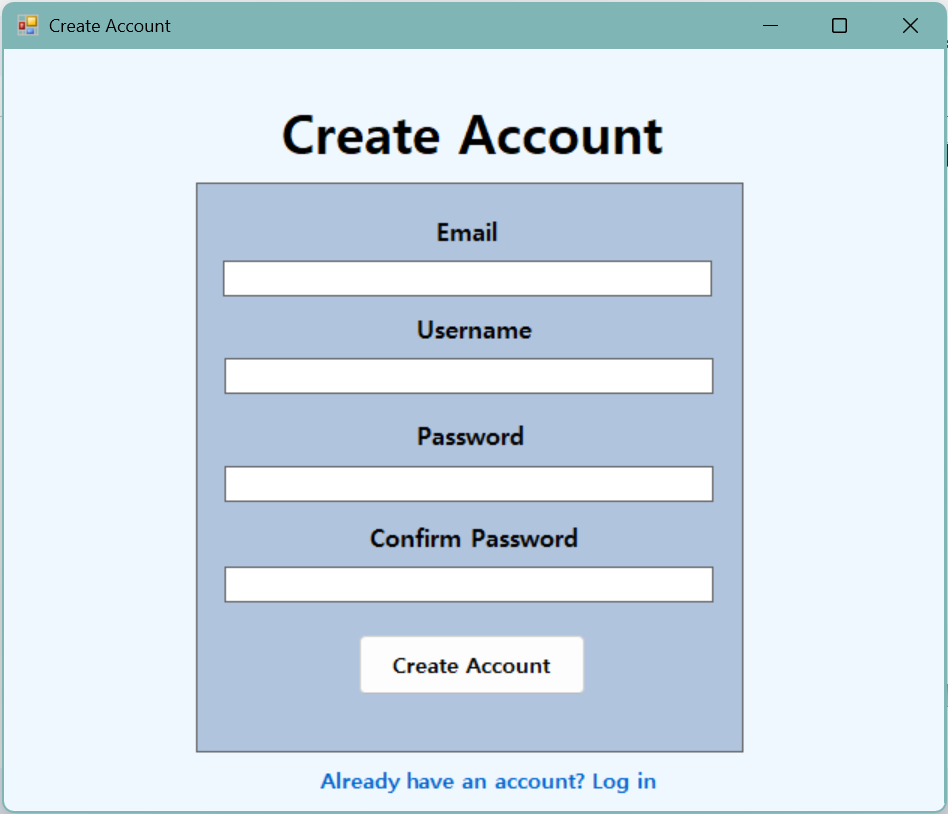 Create Account
Create Account
Email
Username
Password
Confirm Password
Create Account
Already have an account? Log in